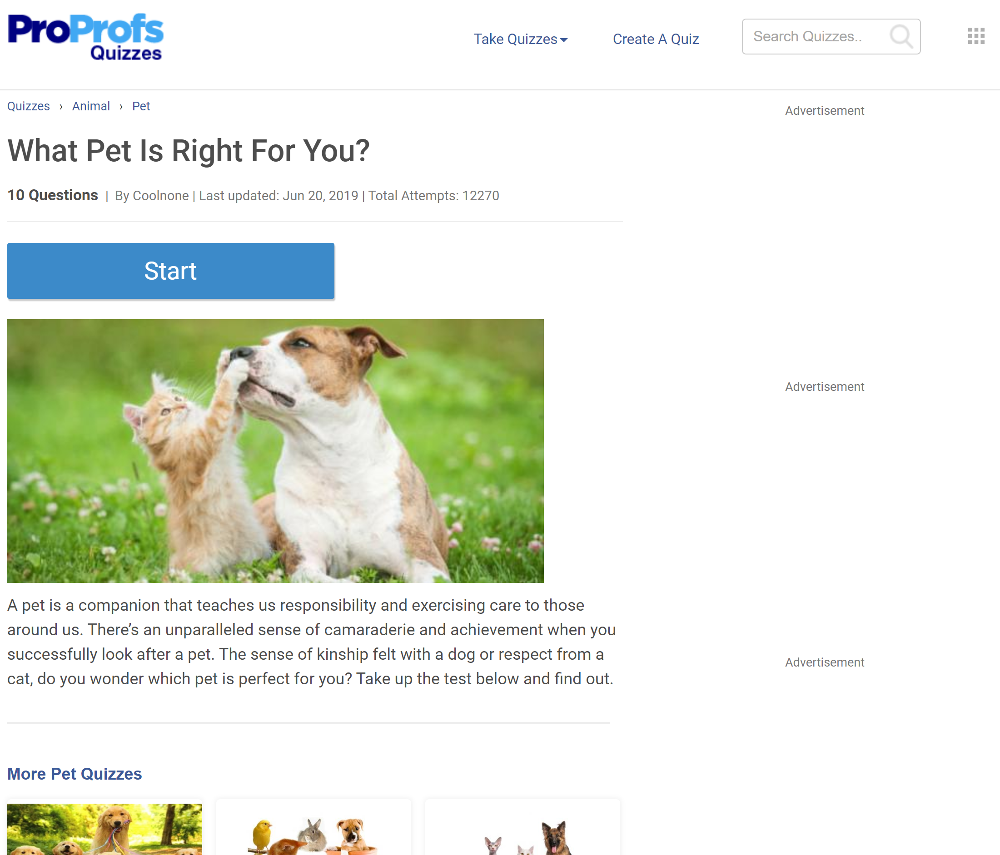 ProProfs
Quizzes
Take Quizzes
Create A Quiz
Search Quizzes..
Quizzes › Animal › Pet
Advertisement
What Pet Is Right For You?
10 Questions | By Coolnone | Last updated: Jun 20, 2019 | Total Attempts: 12270
Start
Advertisement
A pet is a companion that teaches us responsibility and exercising care to those
around us. There’s an unparalleled sense of camaraderie and achievement when you
successfully look after a pet. The sense of kinship felt with a dog or respect from a
cat, do you wonder which pet is perfect for you? Take up the test below and find out.
Advertisement
More Pet Quizzes